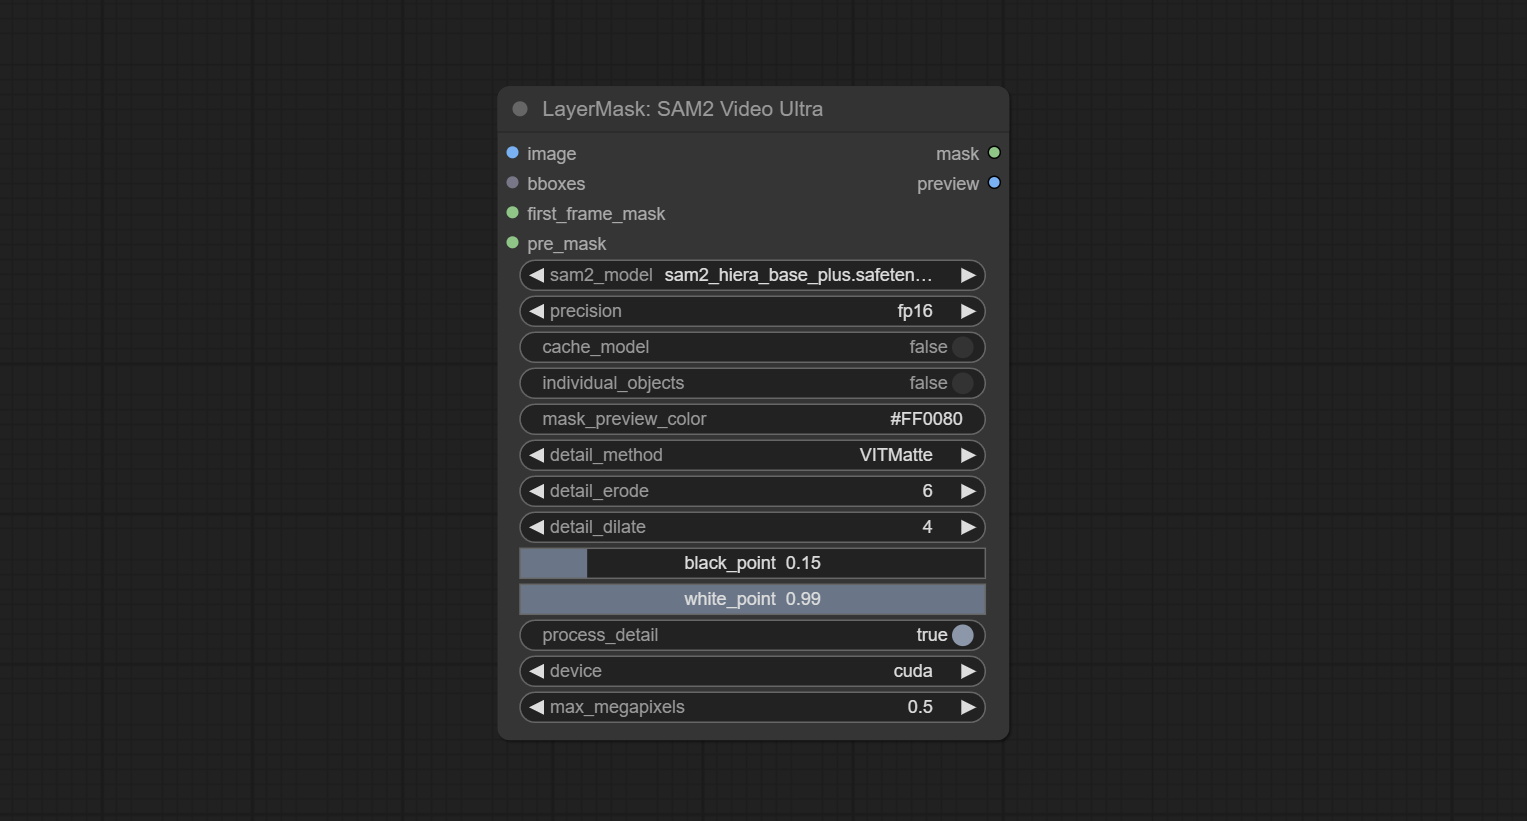 LayerMask: SAM2 Video Ultra
image mask
bboxes preview
first_frame_mask
pre_mask
sam2_model sam2_hiera_base_plus.safeten…
precision fp16
cache_model false
individual_objects false
mask_preview_color #FF0080
detail_method VITMatte
detail_erode 6
detail_dilate 4
black_point 0.15
white_point 0.99
process_detail true
device cuda
max_megapixels 0.5